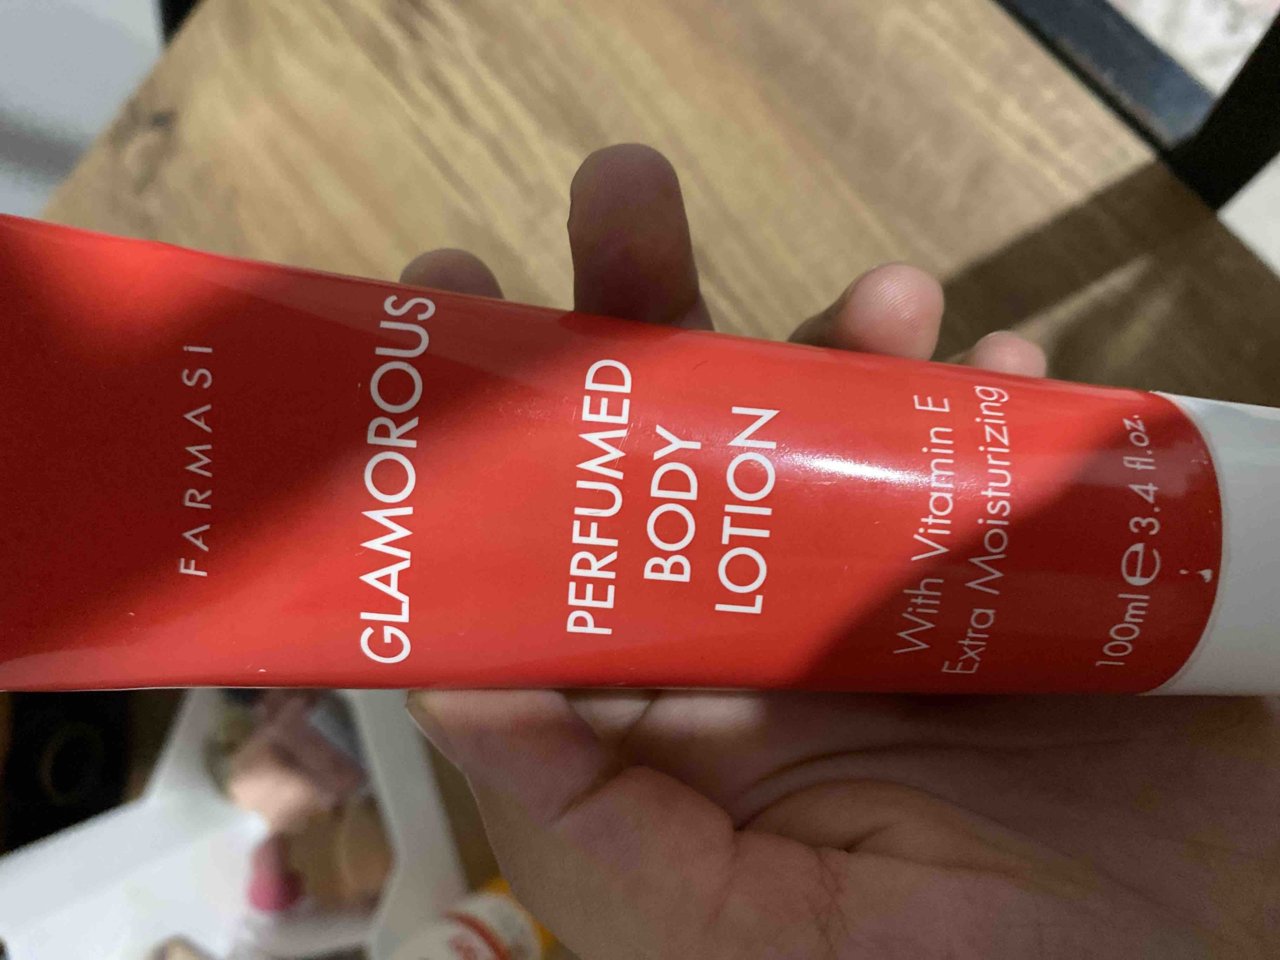 FARMASi
GLAMOROUS
PERFUMED
BODY
LOTION
With Vitamin E
Extra Moisturizing
100ml e 3.4 fl.oz.